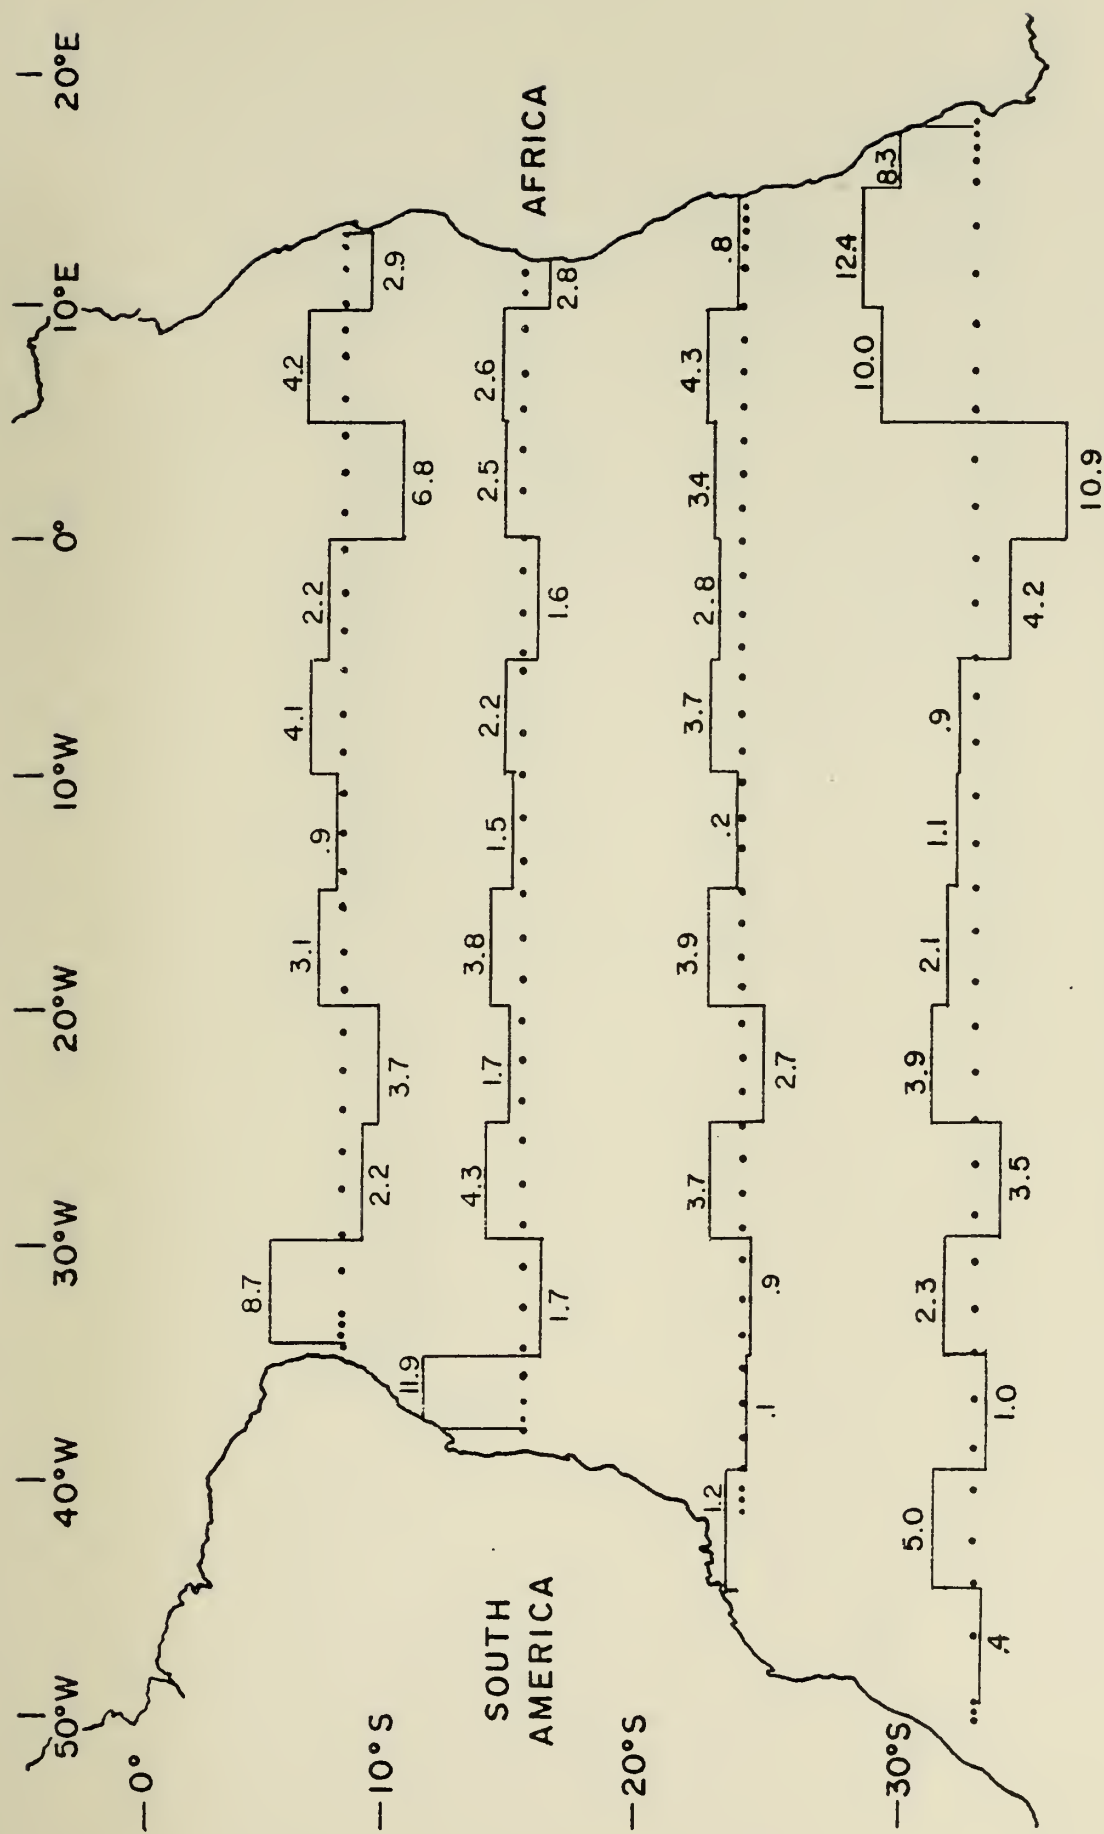 50°W 40°W 30°W 20°W 10°W 0° 10°E 20°E
0°
8.7 2.2 3.7 3.1 .9 4.1 2.2 6.8 4.2 2.9
10°S
11.9 1.7 4.3 1.7 3.8 1.5 2.2 1.6 2.5 2.6 2.8
SOUTH
AMERICA
AFRICA
20°S
1.2 .1 .9 3.7 2.7 3.9 .2 3.7 2.8 3.4 4.3 .8
30°S
.4 5.0 1.0 2.3 3.5 3.9 2.1 1.1 .9 4.2 10.9 10.0 12.4 8.3